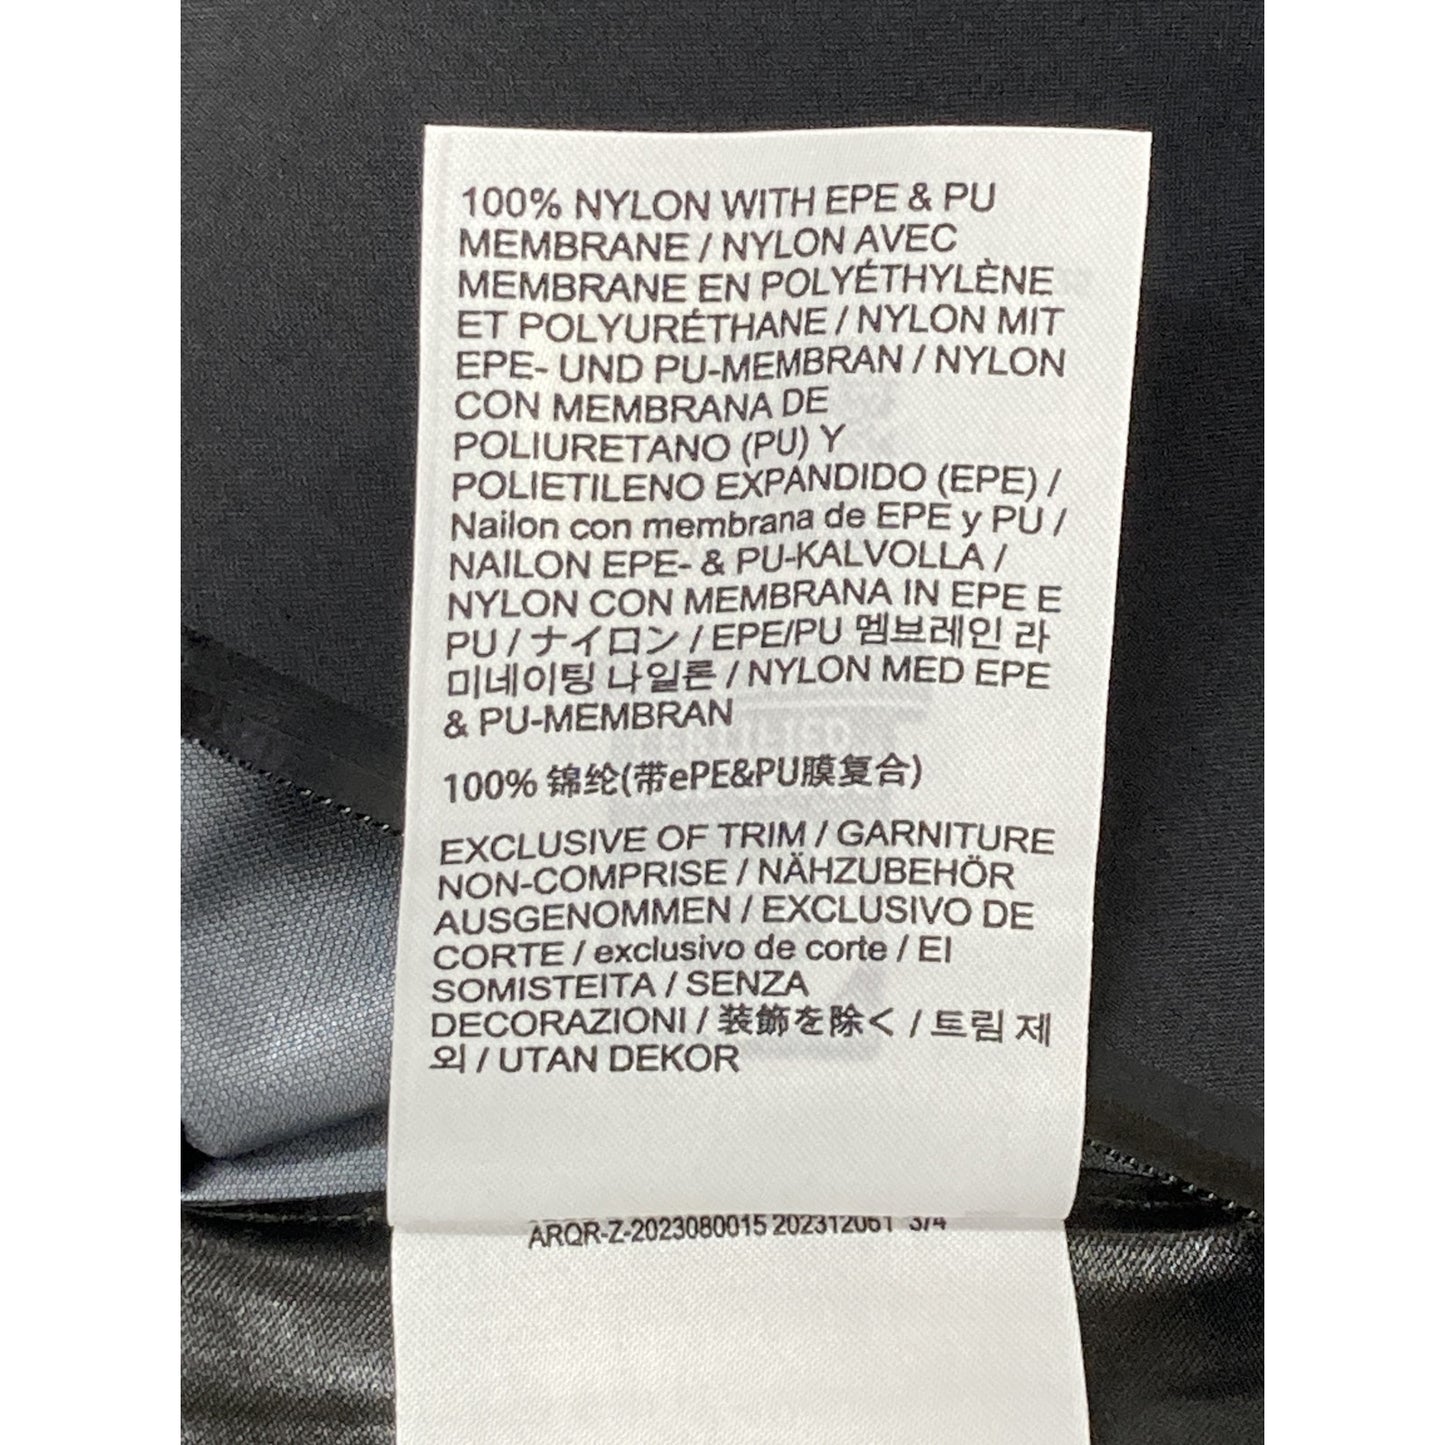 100% NYLON WITH EPE & PU
MEMBRANE / NYLON AVEC
MEMBRANE EN POLYÉTHYLÈNE
ET POLYURÉTHANE / NYLON MIT
EPE- UND PU-MEMBRAN / NYLON
CON MEMBRANA DE
POLIURETANO (PU) Y
POLIETILENO EXPANDIDO (EPE) /
Nailon con membrana de EPE y PU /
NAILON EPE- & PU-KALVOLLA /
NYLON CON MEMBRANA IN EPE E
PU / ナイロン / EPE/PU 멤브레인 라
미네이팅 나일론 / NYLON MED EPE
& PU-MEMBRAN
100% 锦纶(带ePE&PU膜复合)
EXCLUSIVE OF TRIM / GARNITURE
NON-COMPRISE / NÄHZUBEHÖR
AUSGENOMMEN / EXCLUSIVO DE
CORTE / exclusivo de corte / EI
SOMISTEITA / SENZA
DECORAZIONI / 装飾を除く / 트림 제
외 / UTAN DEKOR
ARQR-Z-2023080015 202312061 3/4